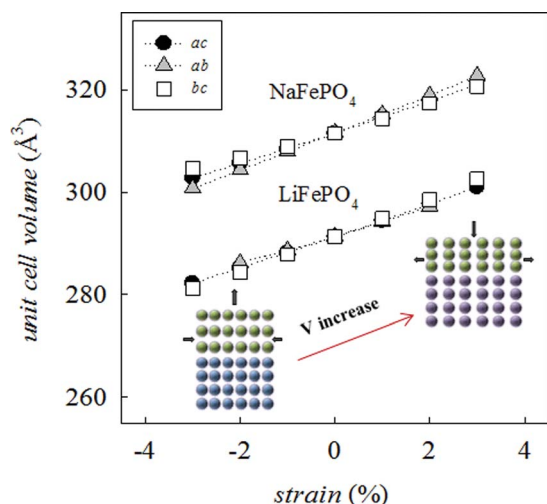 ac
ab
bc
NaFePO4
LiFePO4
V increase
unit cell volume (Å3)
320
300
280
260
-4
-2
0
2
4
strain (%)